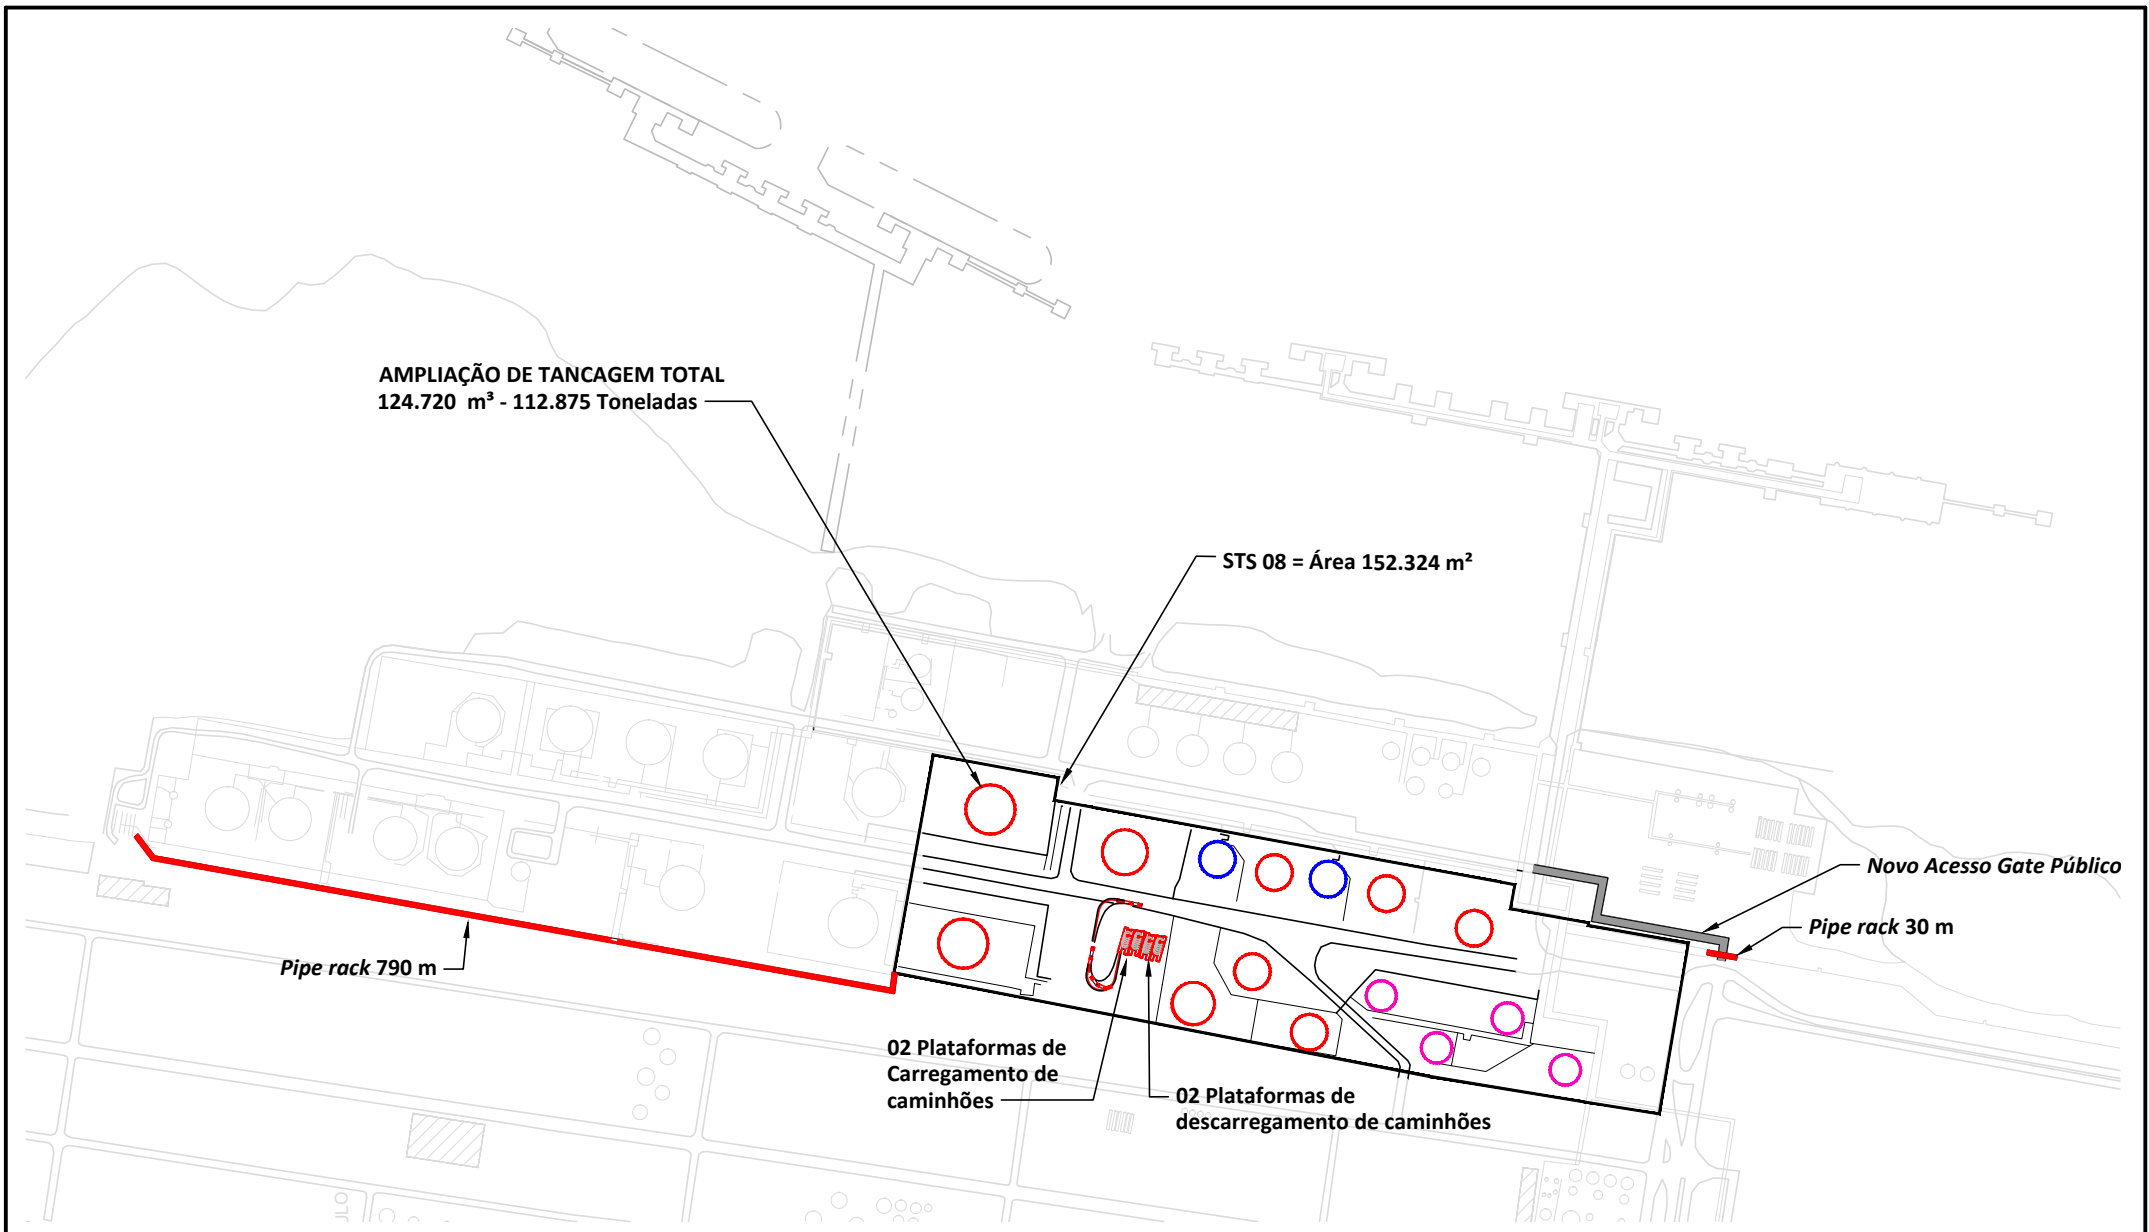 AMPLIAÇÃO DE TANCAGEM TOTAL
124.720 m³ - 112.875 Toneladas
STS 08 = Área 152.324 m²
Novo Acesso Gate Público
Pipe rack 30 m
Pipe rack 790 m
02 Plataformas de
Carregamento de
caminhões
02 Plataformas de
descarregamento de caminhões
ULO